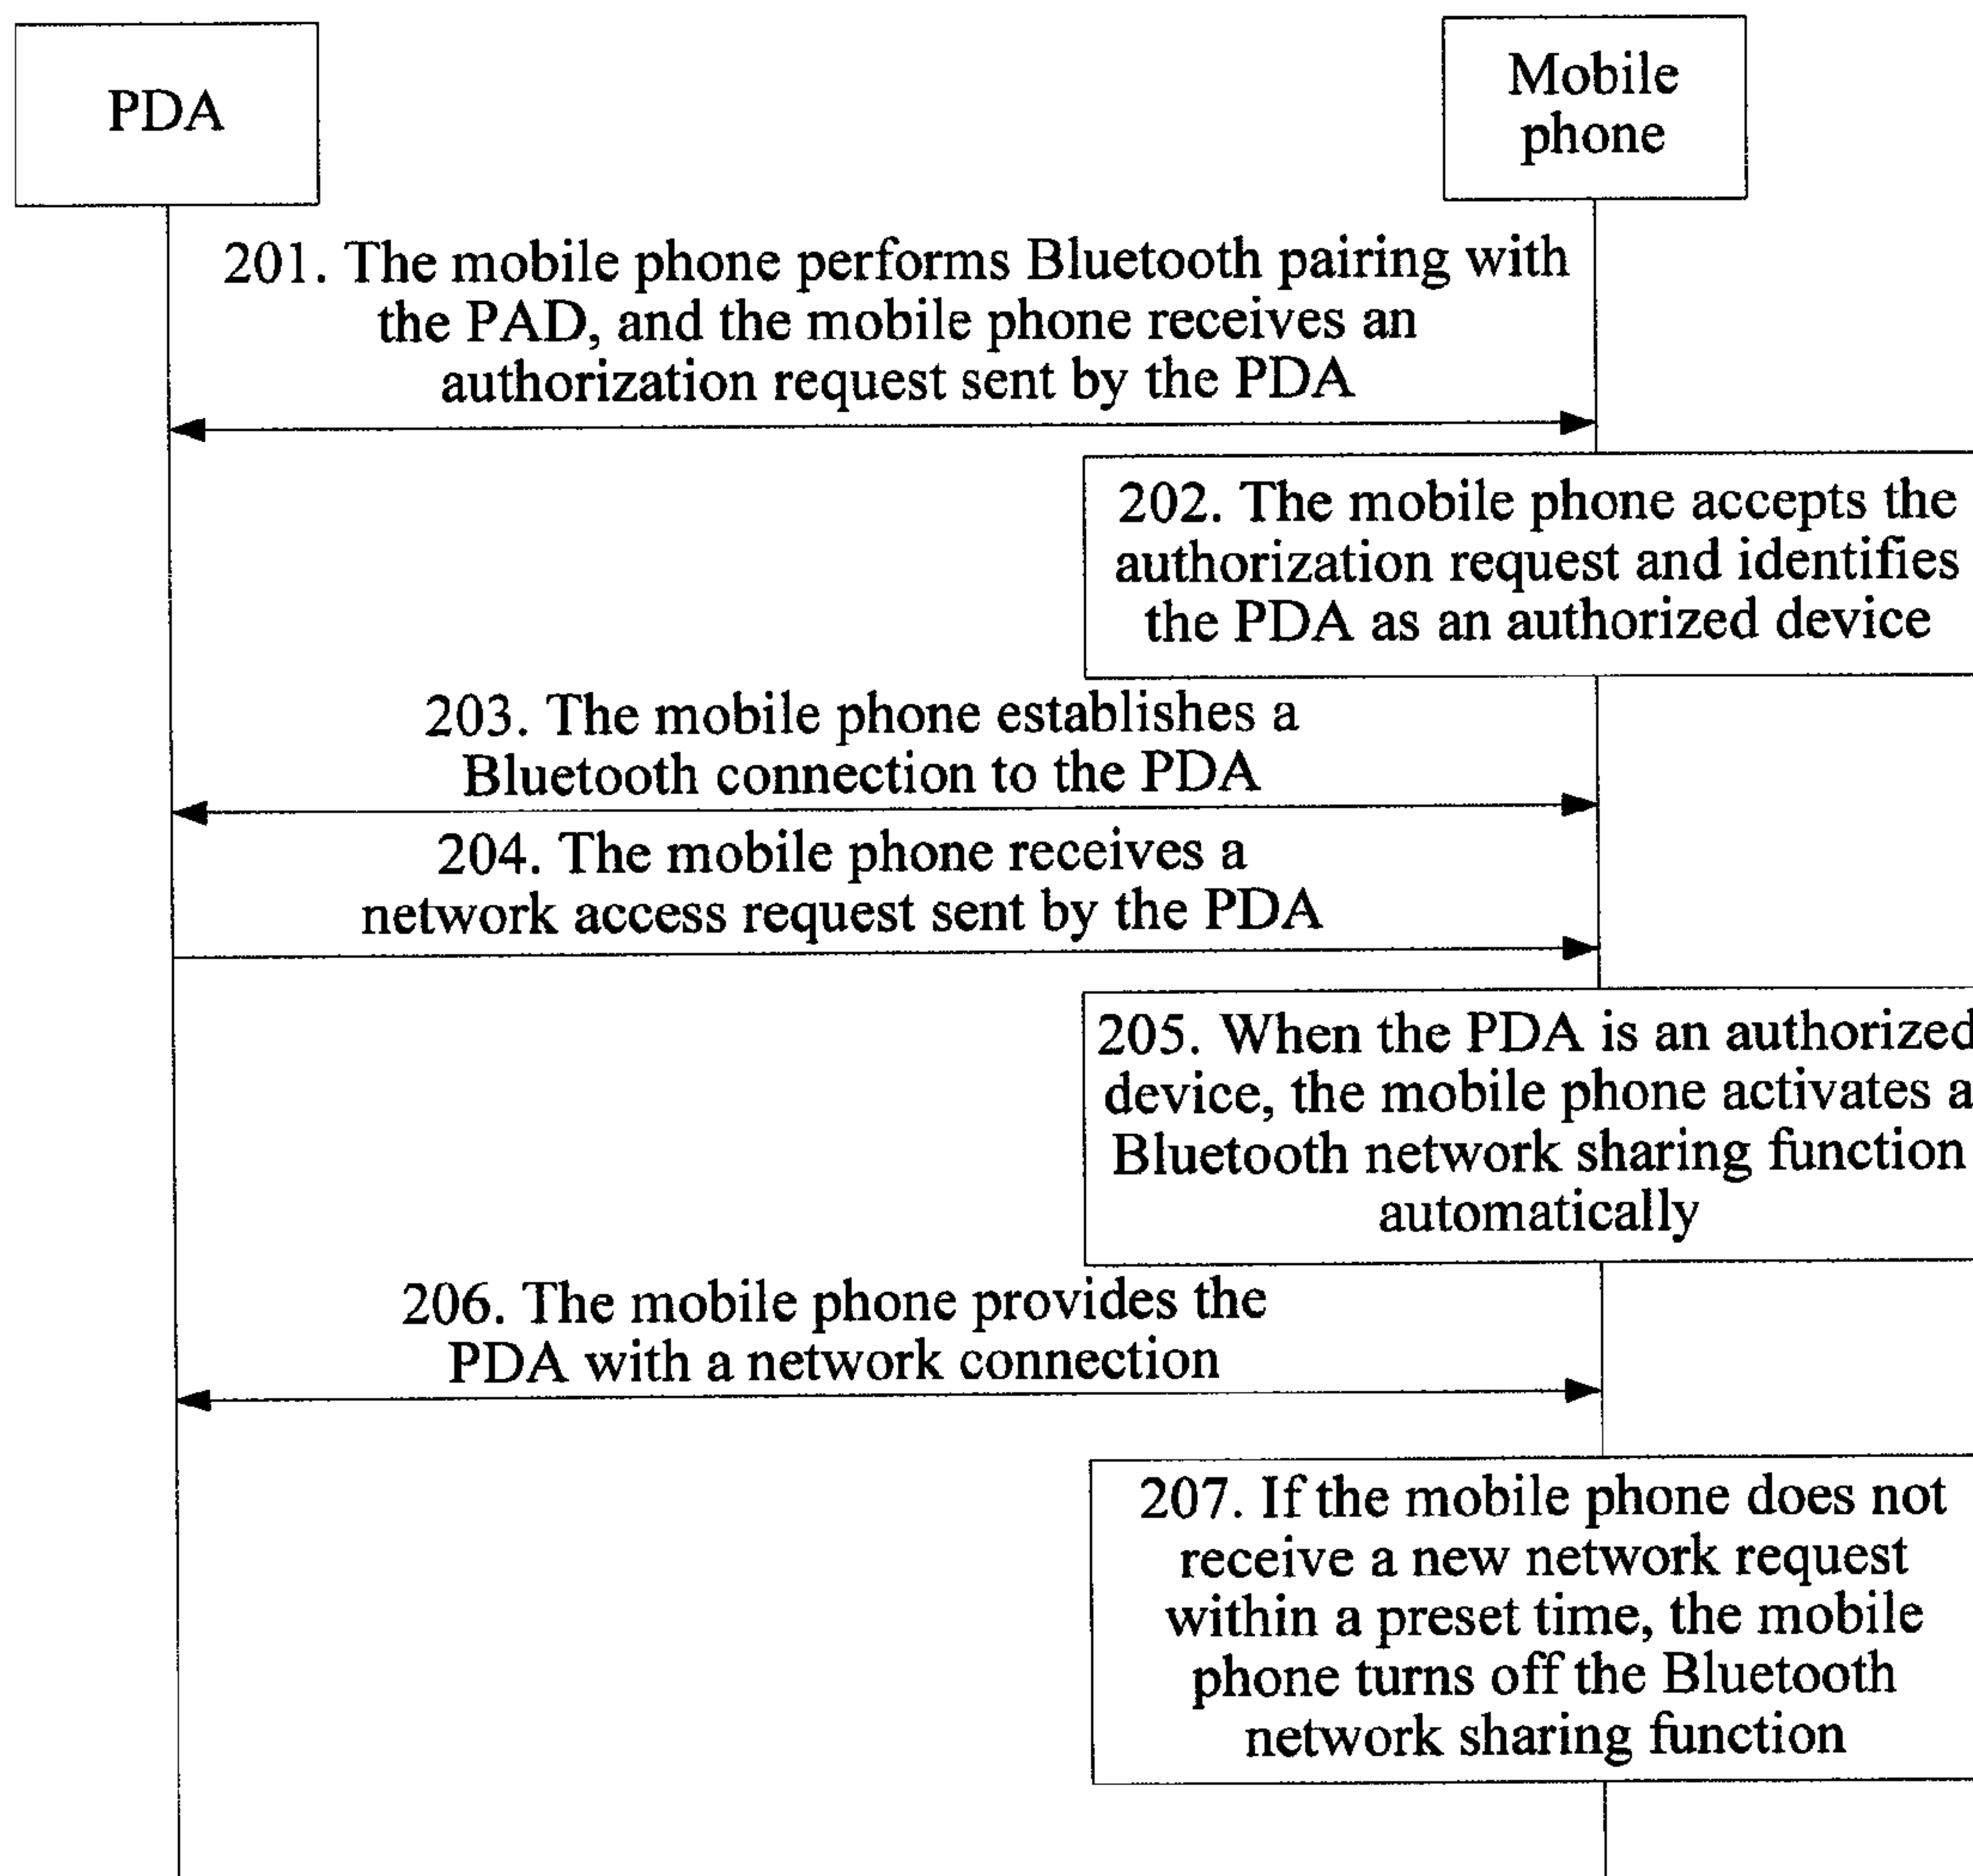 PDA
Mobile
phone
201. The mobile phone performs Bluetooth pairing with
the PAD, and the mobile phone receives an
authorization request sent by the PDA
202. The mobile phone accepts the
authorization request and identifies
the PDA as an authorized device
203. The mobile phone establishes a
Bluetooth connection to the PDA
204. The mobile phone receives a
network access request sent by the PDA
205. When the PDA is an authorized
device, the mobile phone activates a
Bluetooth network sharing function
automatically
206. The mobile phone provides the
PDA with a network connection
207. If the mobile phone does not
receive a new network request
within a preset time, the mobile
phone turns off the Bluetooth
network sharing function